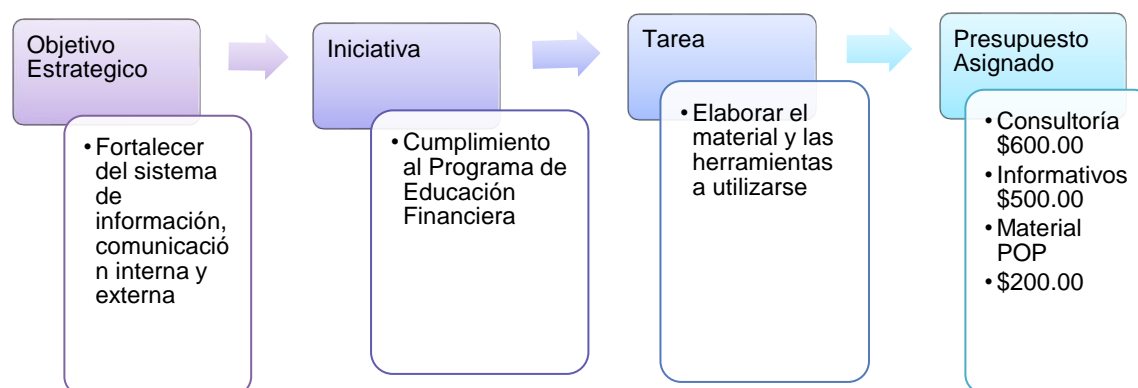 Objetivo
Estrategico
• Fortalecer
del sistema
de
información,
comunicació
n interna y
externa
Iniciativa
• Cumplimiento
al Programa de
Educación
Financiera
Tarea
• Elaborar el
material y las
herramientas
a utilizarse
Presupuesto
Asignado
• Consultoría
$600.00
• Informativos
$500.00
• Material
POP
• $200.00